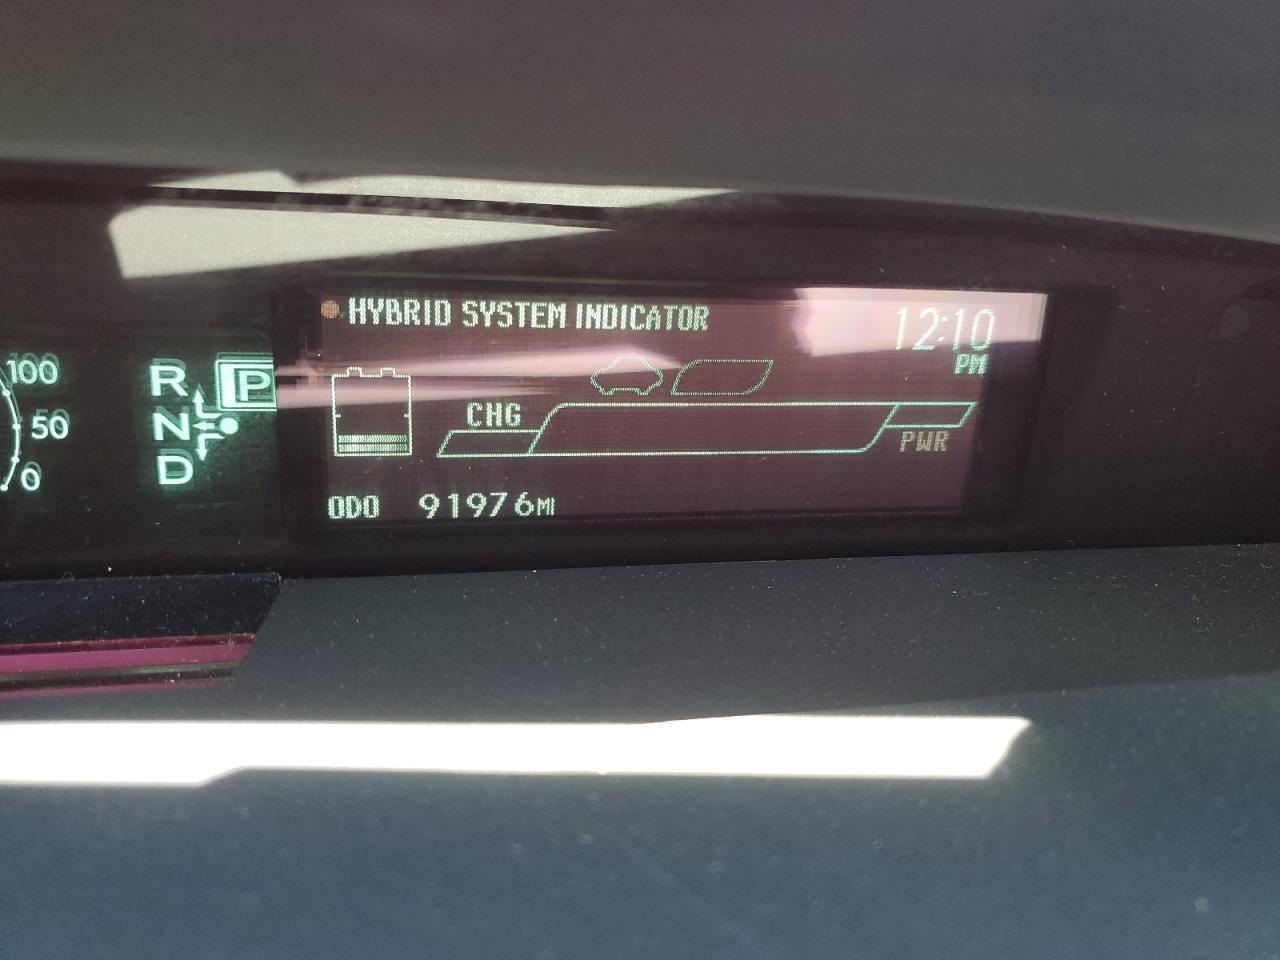 HYBRID SYSTEM INDICATOR
12:10
PM
100
50
0
R
P
N
D
CHG
PWR
ODO 91976MI